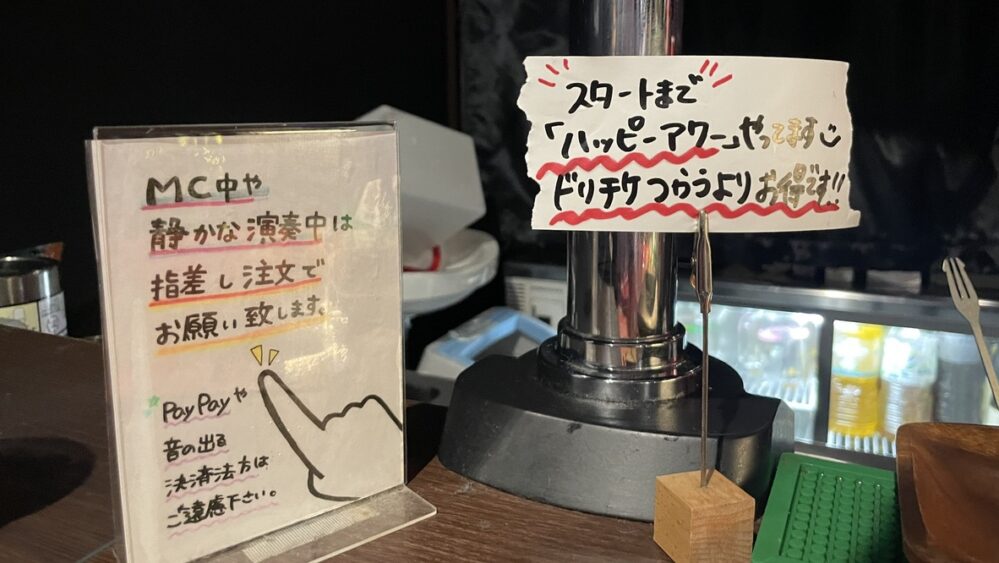 MC中や
静かな演奏中は
指差し注文で
お願い致します。
PayPayや
音の出る
決済法方は
ご遠慮下さい。
スタートまで
「ハッピーアワー」やってます
ドリチケつかうよりお得です!!